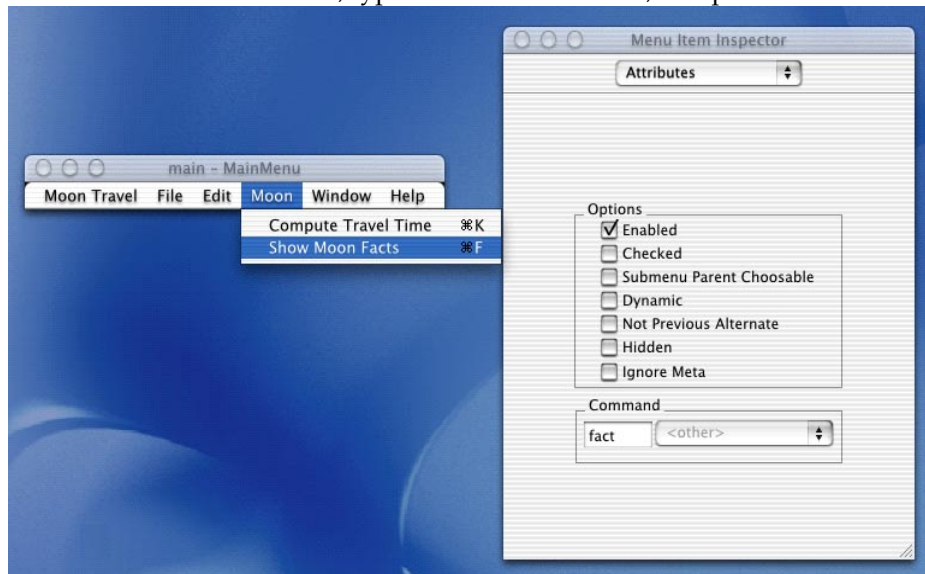 Menu Item Inspector
Attributes
main - MainMenu
Moon Travel File Edit Moon Window Help
Compute Travel Time ⌘K
Show Moon Facts ⌘F
Options
Enabled
Checked
Submenu Parent Choosable
Dynamic
Not Previous Alternate
Hidden
Ignore Meta
Command
fact <other>